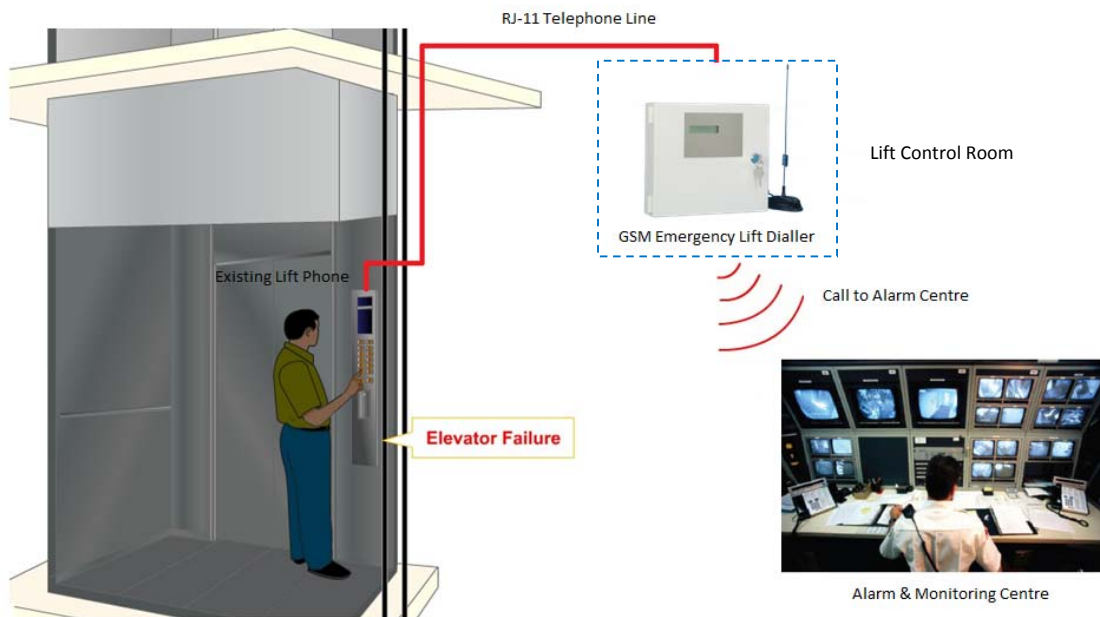 RJ-11 Telephone Line
Lift Control Room
GSM Emergency Lift Dialler
Existing Lift Phone
Call to Alarm Centre
Elevator Failure
Alarm & Monitoring Centre